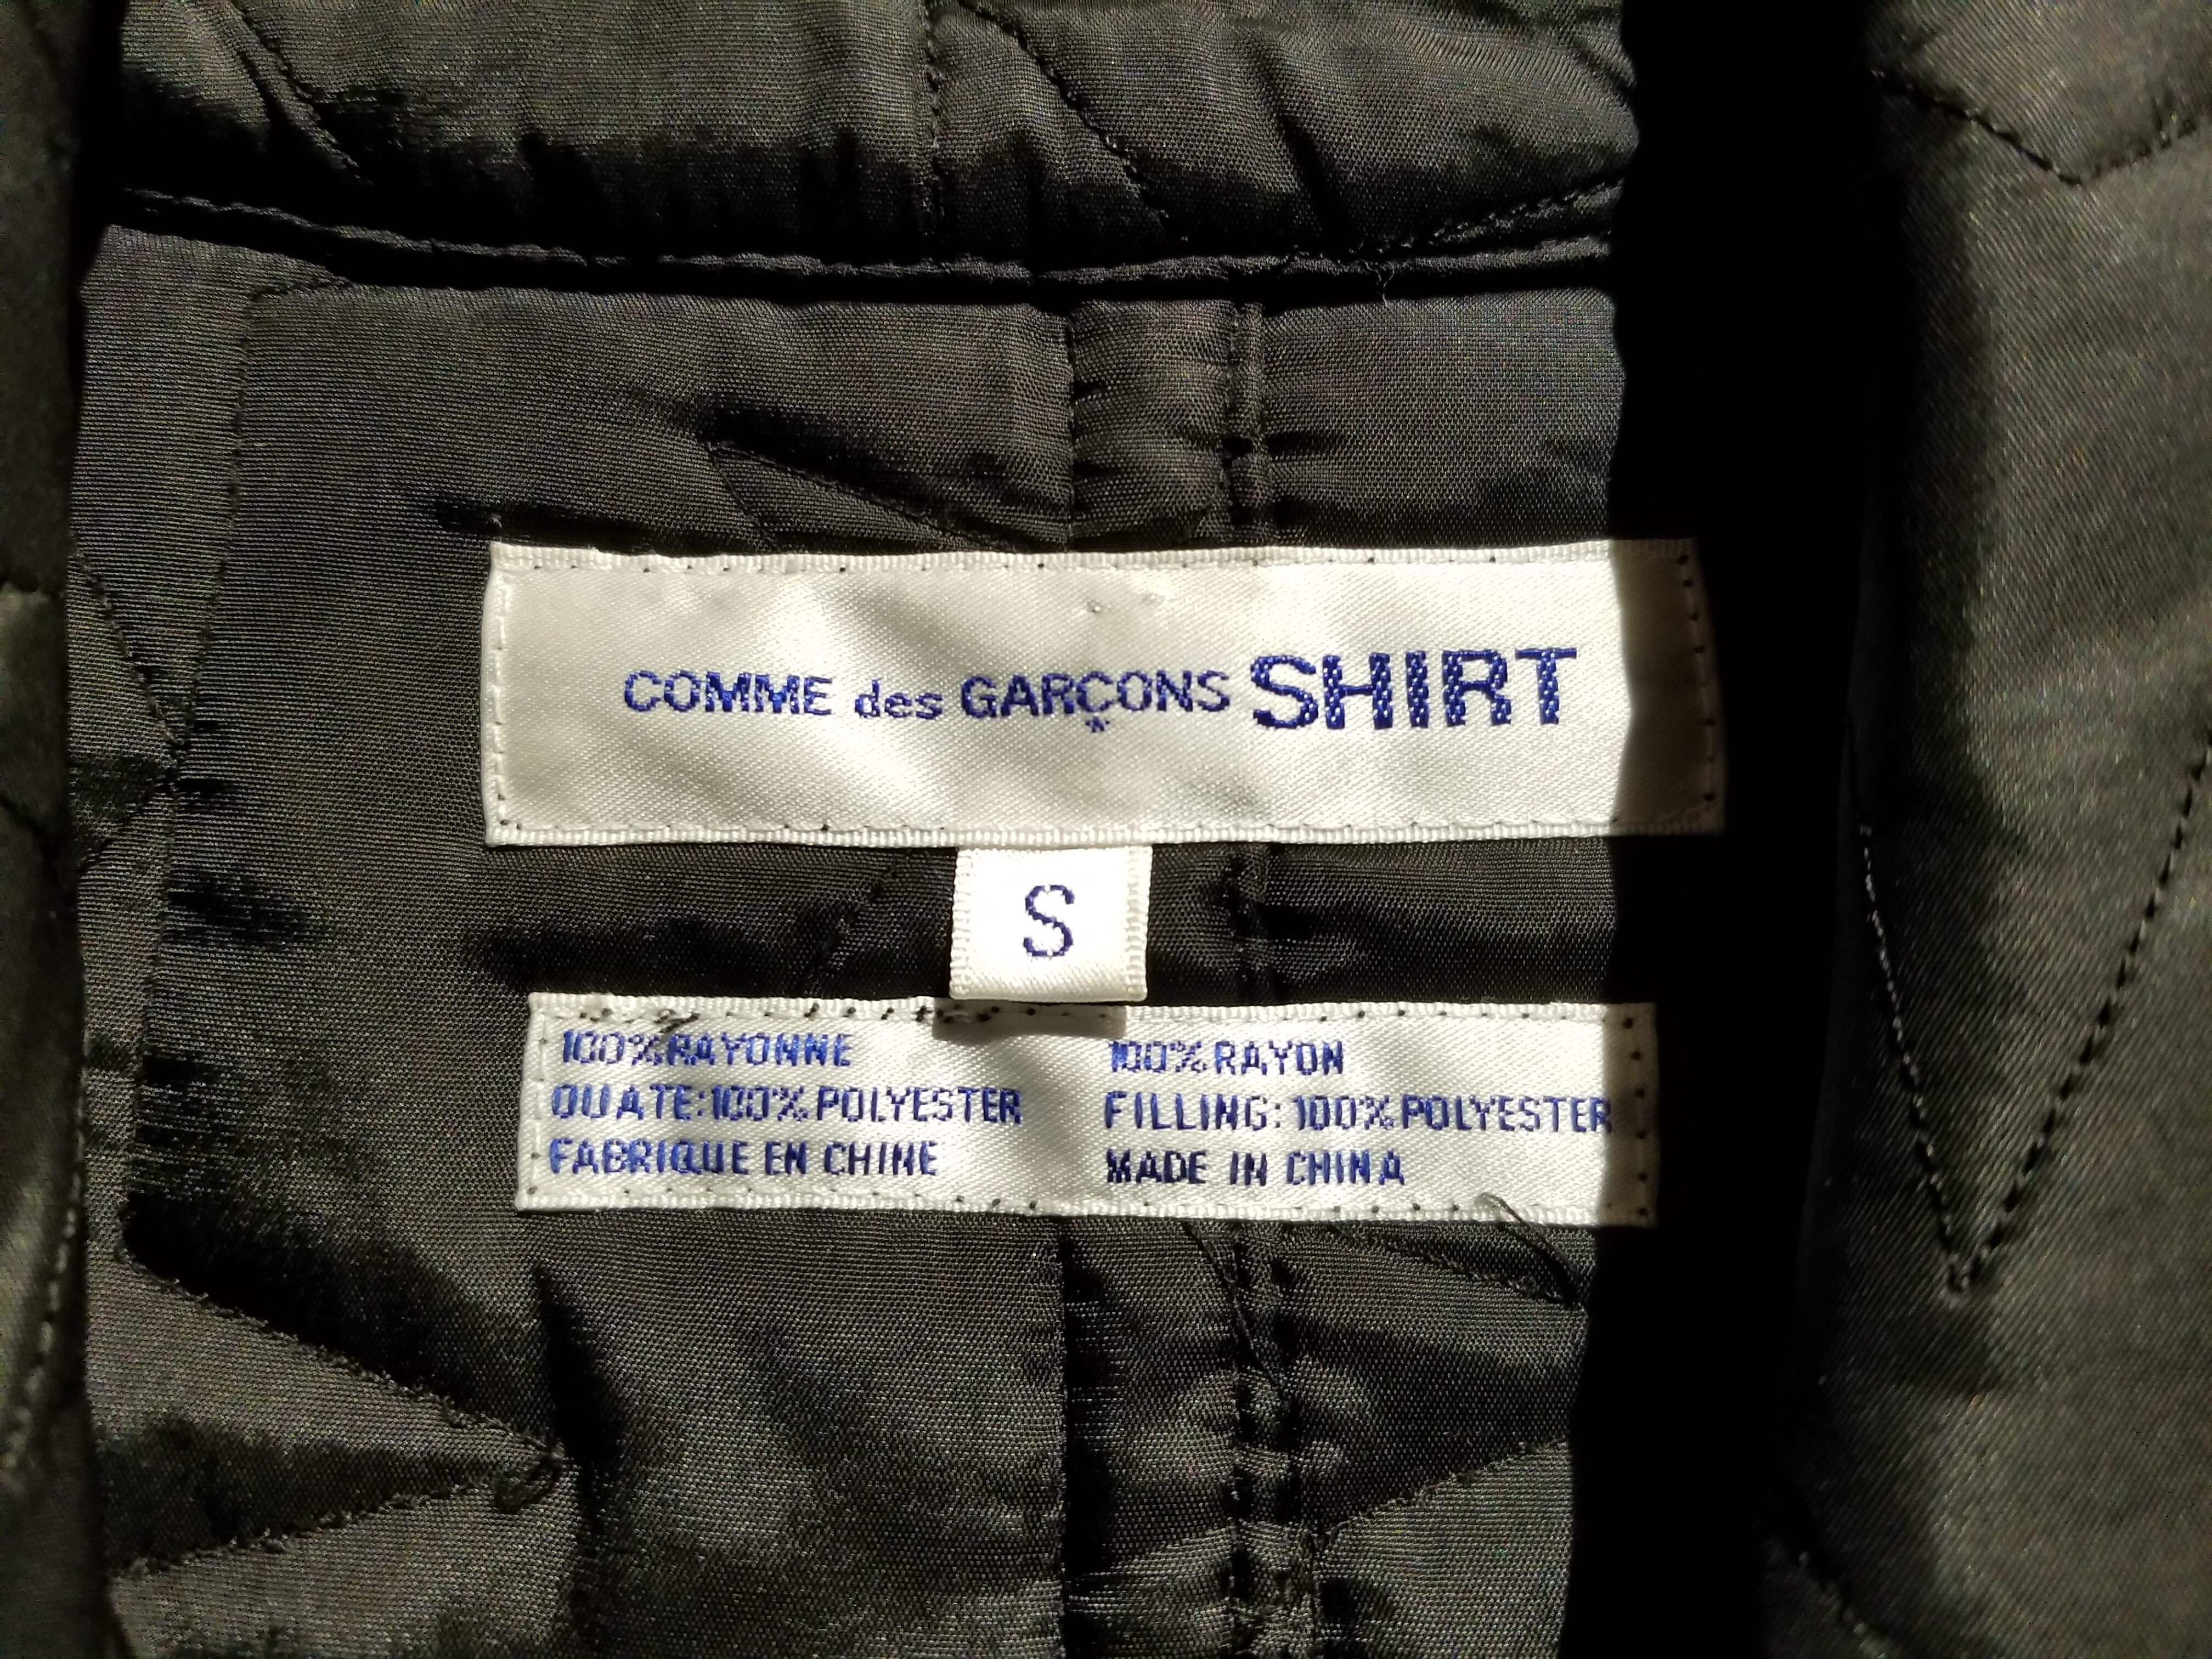 COMME des GARÇONS SHIRT
S
100% RAYONNE
OUATE: 100% POLYESTER
FABRIQUE EN CHINE
100% RAYON
FILLING: 100% POLYESTER
MADE IN CHINA